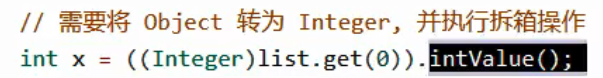 // 需要将 Object 转为 Integer, 并执行拆箱操作
int x = ((Integer)list.get(0)).intValue();